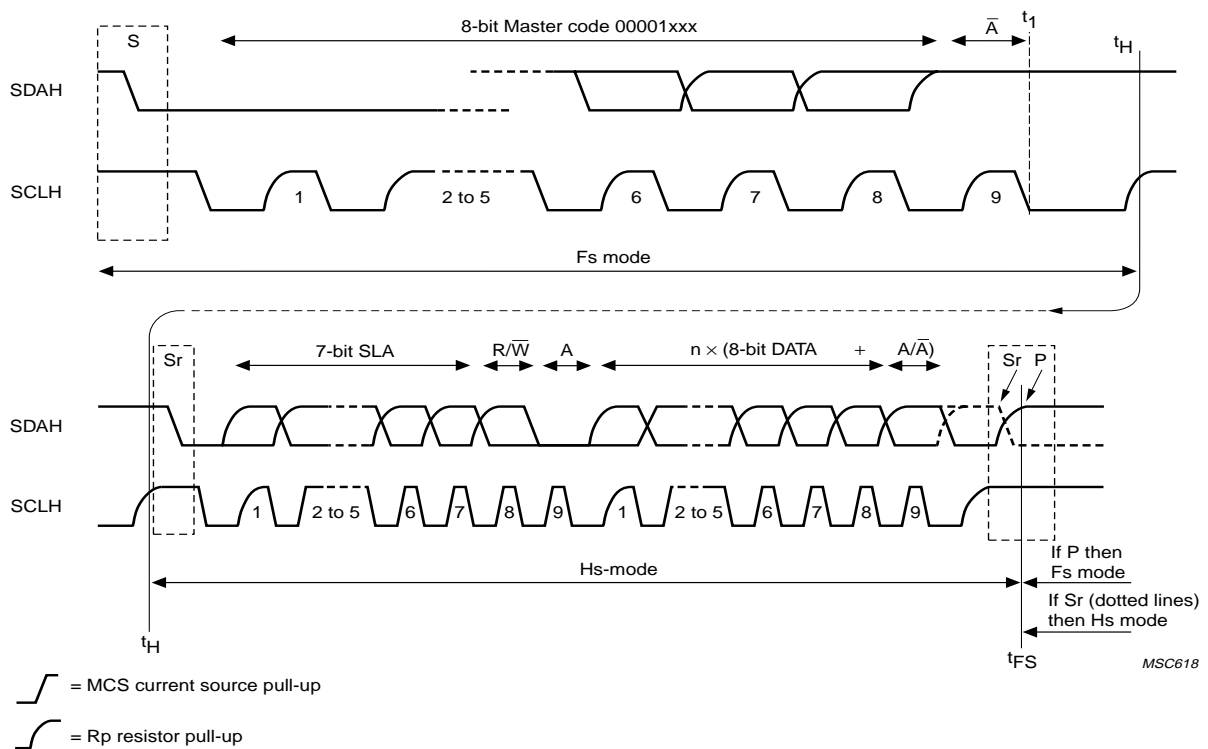 S
8-bit Master code 00001xxx
A̅
t1
tH
SDAH
SCLH
1
2 to 5
6
7
8
9
Fs mode
Sr
7-bit SLA
R/W̅
A
n × (8-bit DATA + A/A̅)
Sr P
SDAH
SCLH
1
2 to 5
6
7
8
9
1
2 to 5
6
7
8
9
Hs-mode
If P then
Fs mode
If Sr (dotted lines)
then Hs mode
tH
tFS
MSC618
= MCS current source pull-up
= Rp resistor pull-up